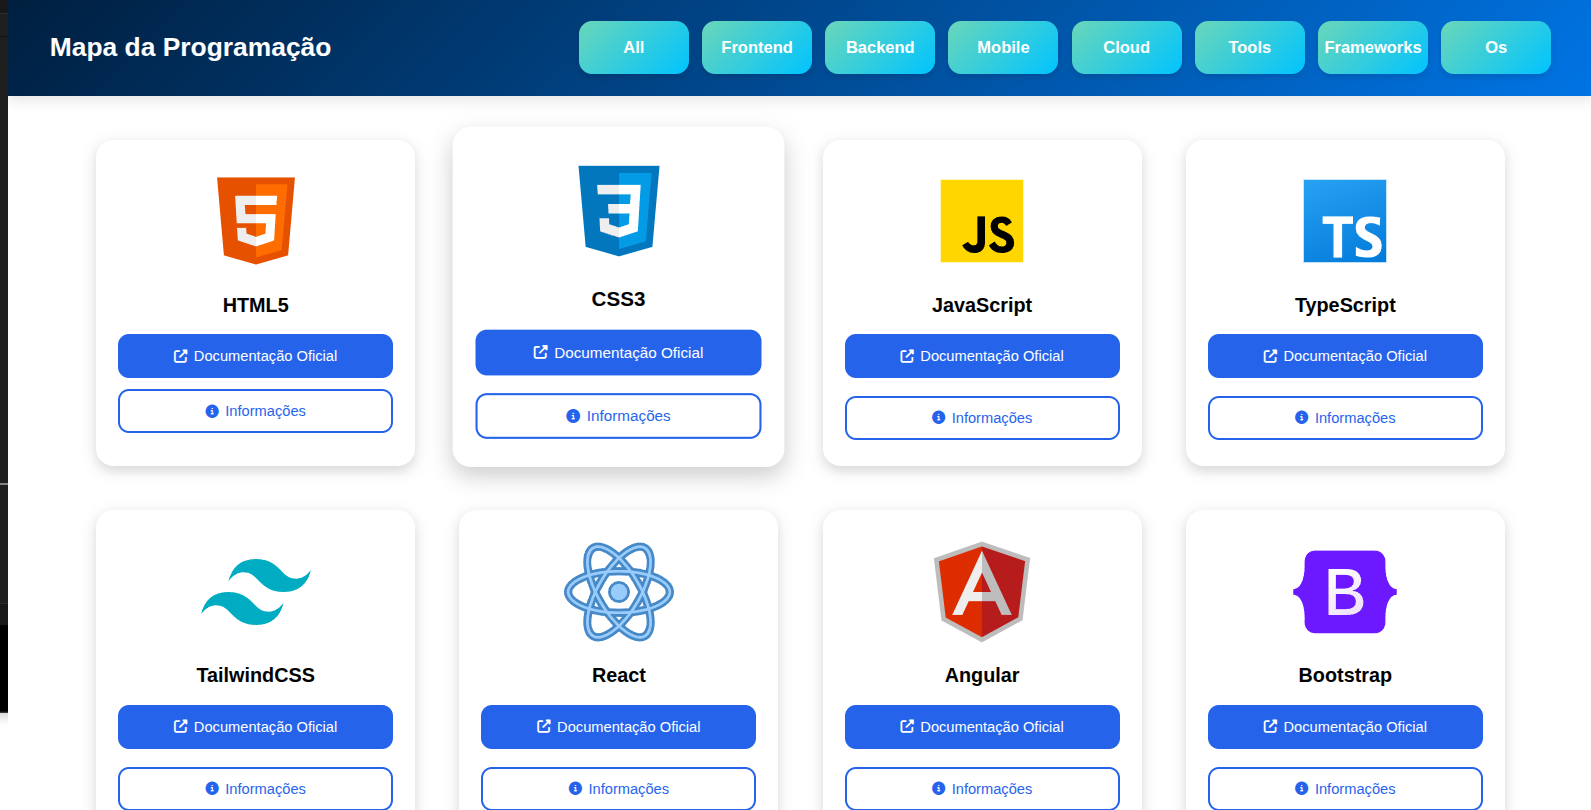 Mapa da Programação
All
Frontend
Backend
Mobile
Cloud
Tools
Frameworks
Os
5
3
JS
TS
HTML5
CSS3
JavaScript
TypeScript
Documentação Oficial
Documentação Oficial
Documentação Oficial
Documentação Oficial
Informações
Informações
Informações
Informações
A
B
TailwindCSS
React
Angular
Bootstrap
Documentação Oficial
Documentação Oficial
Documentação Oficial
Documentação Oficial
Informações
Informações
Informações
Informações